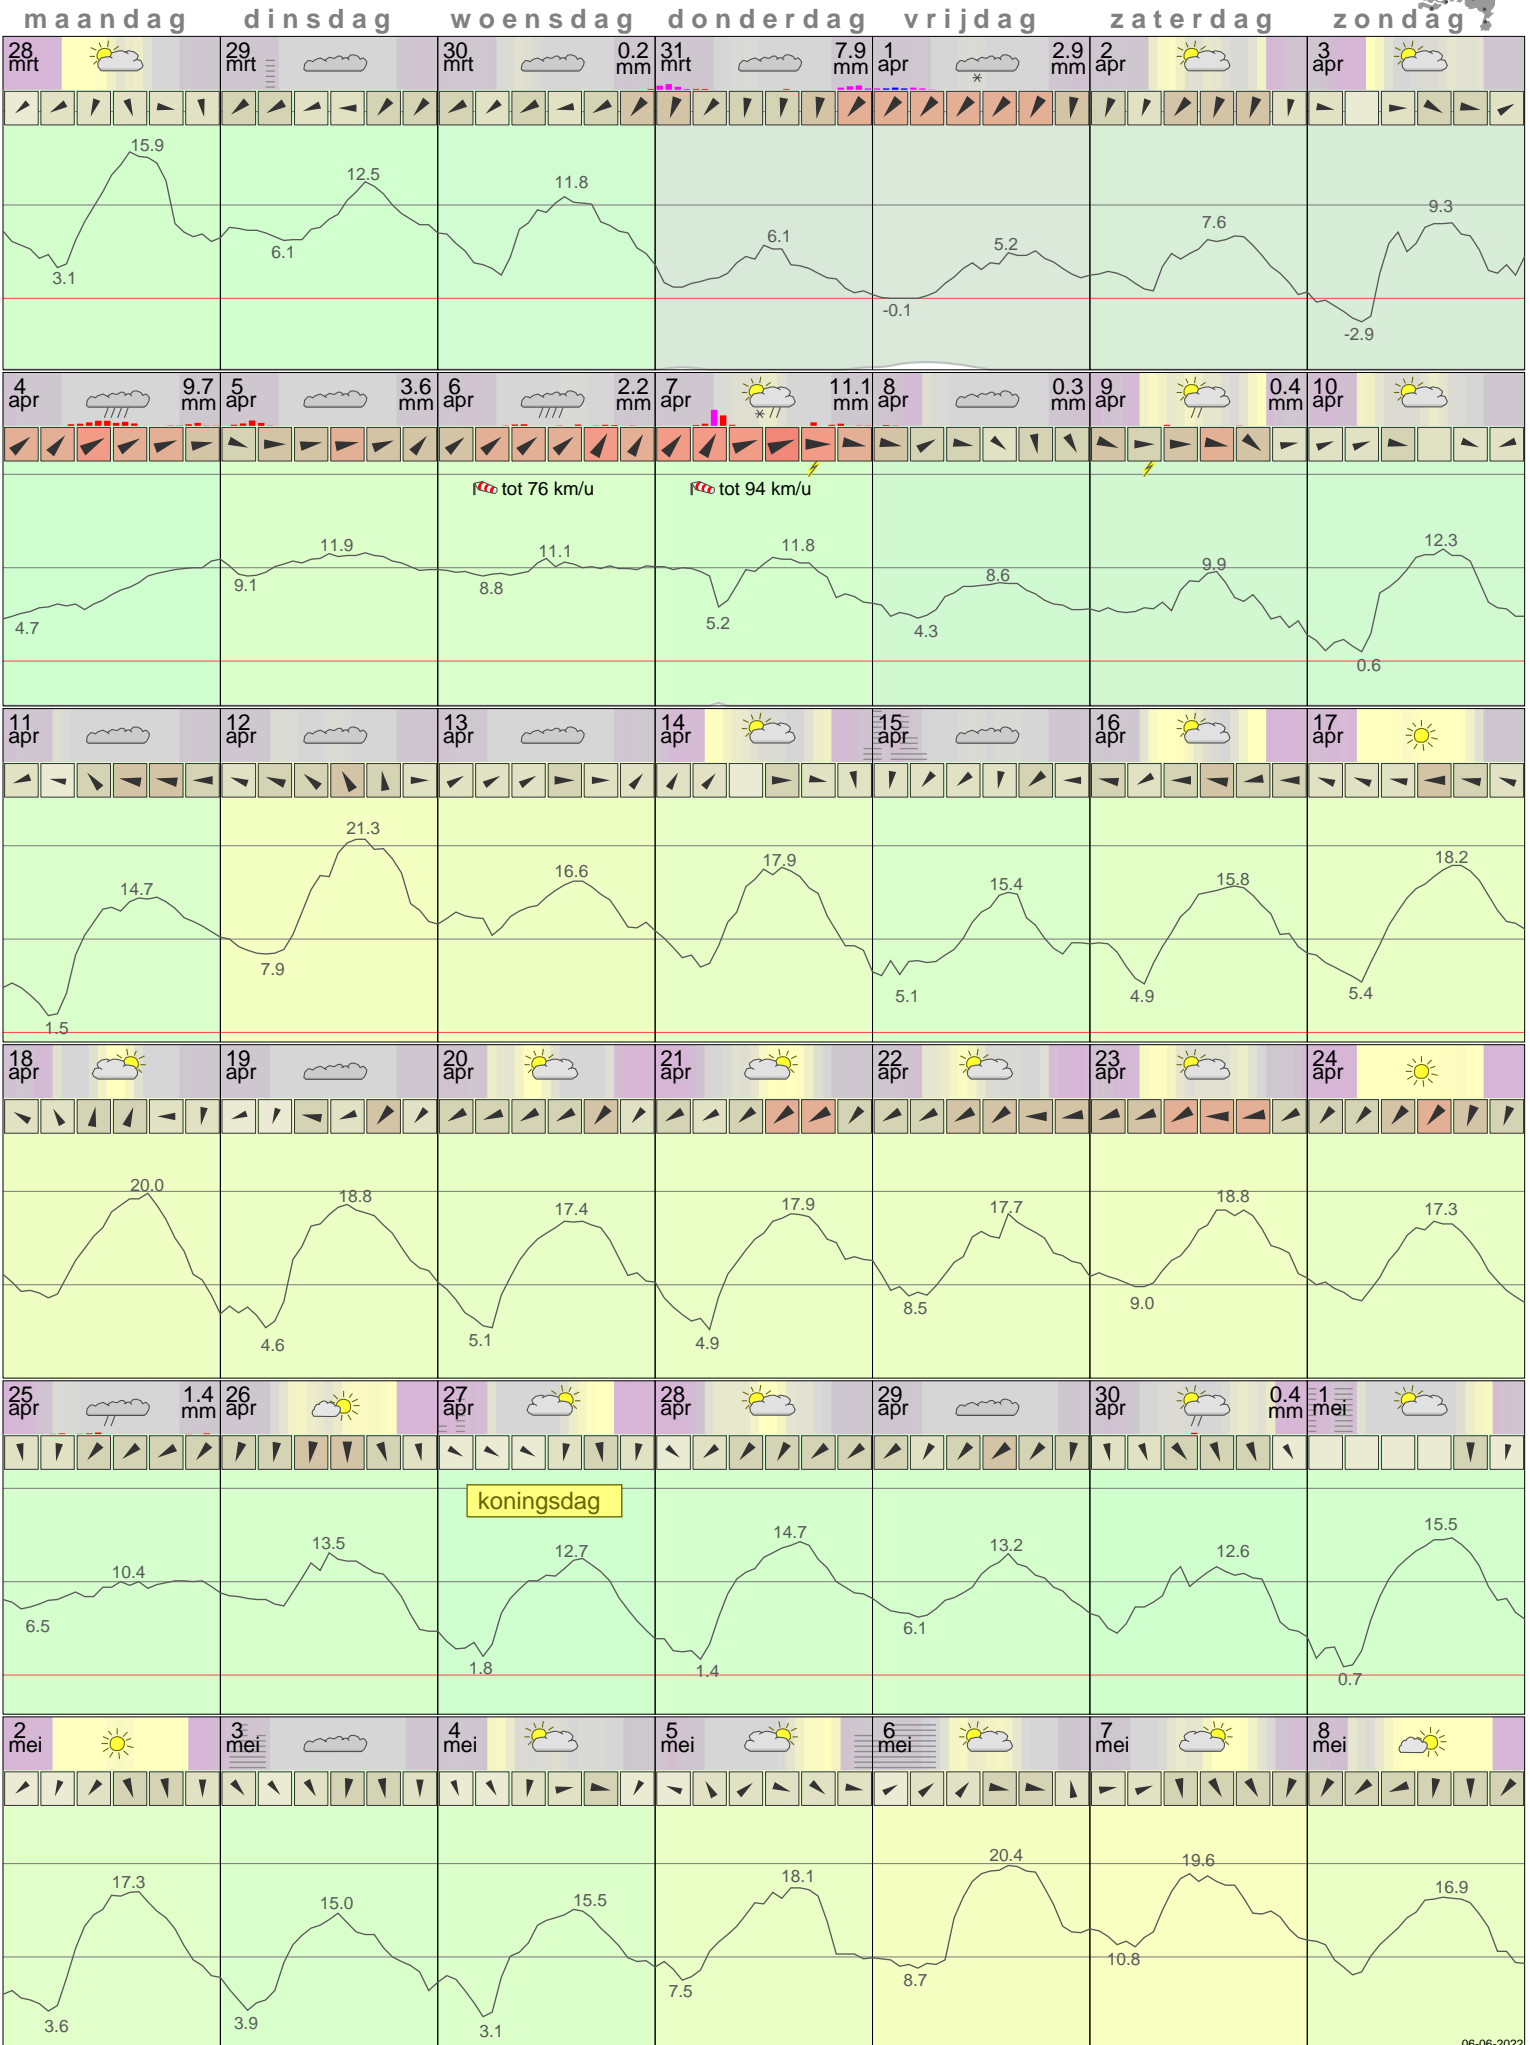 maandag dinsdag woensdag donderdag vrijdag zaterdag zondag
28 mrt 29 mrt 30 mrt 0.2 mm 31 mrt 7.9 mm 1 apr 2.9 mm 2 apr 3 apr
15.9 12.5 11.8 6.1 5.2 7.6 9.3
3.1 6.1 -0.1 -2.9
4 apr 9.7 mm 5 apr 3.6 mm 6 apr 2.2 mm 7 apr 11.1 mm 8 apr 0.3 mm 9 apr 0.4 mm 10 apr
tot 76 km/u tot 94 km/u
11.9 11.1 11.8 8.6 9.9 12.3
4.7 9.1 8.8 5.2 4.3 0.6
11 apr 12 apr 13 apr 14 apr 15 apr 16 apr 17 apr
14.7 21.3 16.6 17.9 15.4 15.8 18.2
1.5 7.9 5.1 4.9 5.4
18 apr 19 apr 20 apr 21 apr 22 apr 23 apr 24 apr
20.0 18.8 17.4 17.9 17.7 18.8 17.3
4.6 5.1 4.9 8.5 9.0
25 apr 1.4 mm 26 apr 27 apr 28 apr 29 apr 30 apr 0.4 mm 1 mei
koningsdag
10.4 13.5 12.7 14.7 13.2 12.6 15.5
6.5 1.8 1.4 6.1 0.7
2 mei 3 mei 4 mei 5 mei 6 mei 7 mei 8 mei
17.3 15.0 15.5 18.1 20.4 19.6 16.9
3.6 3.9 3.1 7.5 8.7 10.8
06-06-2022